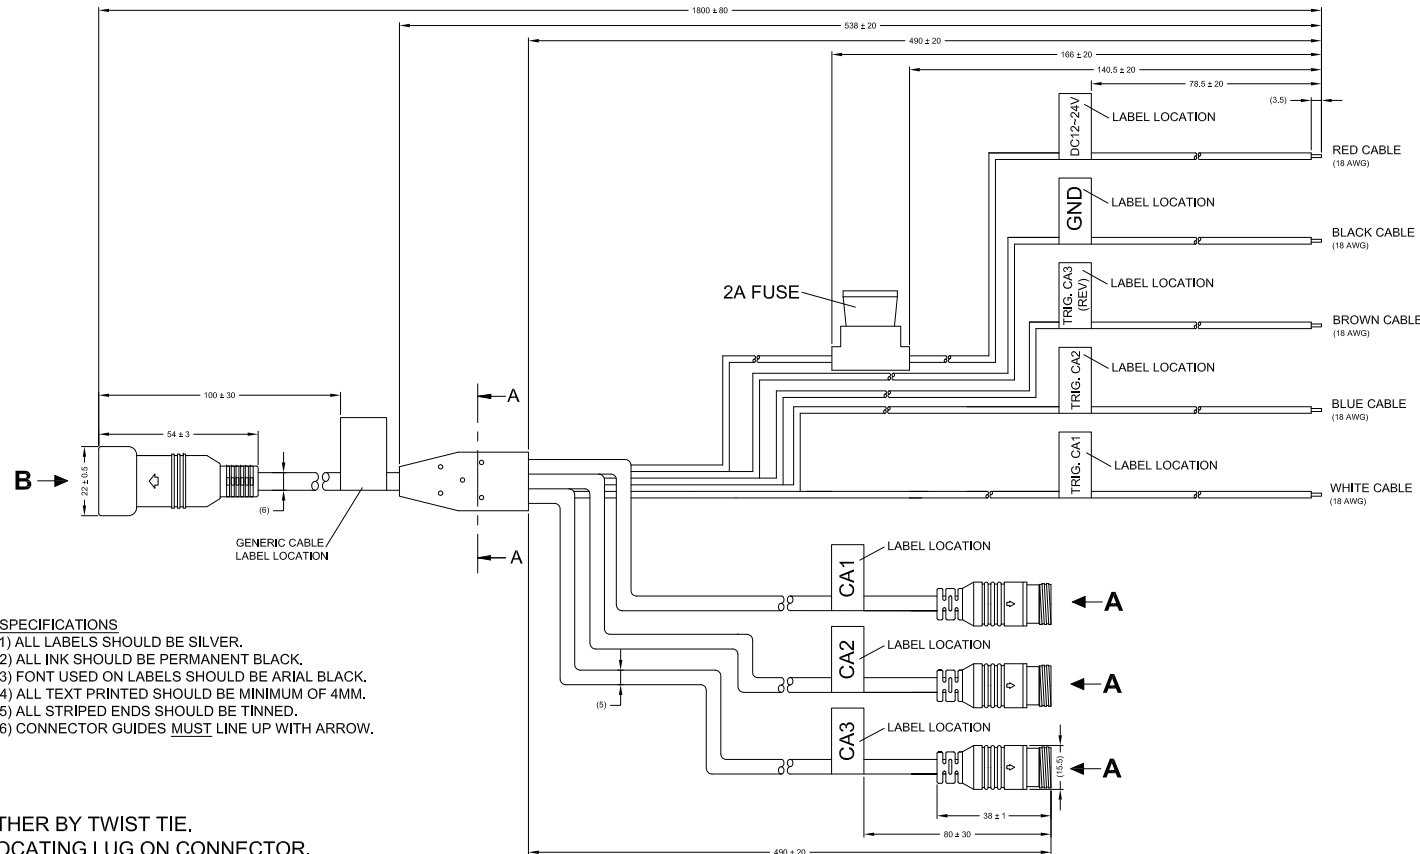 1800 ± 80
538 ± 20
490 ± 20
166 ± 20
140.5 ± 20
78.5 ± 20
(3.5)
DC12~24V
LABEL LOCATION
RED CABLE
(18 AWG)
GND
LABEL LOCATION
BLACK CABLE
(18 AWG)
TRIG. CA3
(REV)
LABEL LOCATION
2A FUSE
BROWN CABLE
(18 AWG)
TRIG. CA2
LABEL LOCATION
BLUE CABLE
(18 AWG)
TRIG. CA1
LABEL LOCATION
WHITE CABLE
(18 AWG)
100 ± 30
A
54 ± 3
B
22 ± 0.5
(6)
GENERIC CABLE
LABEL LOCATION
A
CA1
LABEL LOCATION
A
CA2
LABEL LOCATION
A
(5)
CA3
LABEL LOCATION
A
(15.5)
38 ± 1
80 ± 30
490 ± 20
SPECIFICATIONS
1) ALL LABELS SHOULD BE SILVER.
2) ALL INK SHOULD BE PERMANENT BLACK.
3) FONT USED ON LABELS SHOULD BE ARIAL BLACK.
4) ALL TEXT PRINTED SHOULD BE MINIMUM OF 4MM.
5) ALL STRIPED ENDS SHOULD BE TINNED.
6) CONNECTOR GUIDES MUST LINE UP WITH ARROW.
THER BY TWIST TIE.
OCATING LUG ON CONNECTOR.